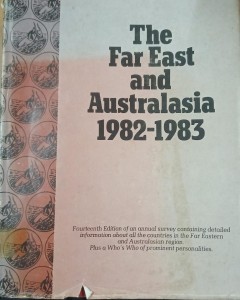 The
Far East
and
Australasia
1982-1983
Fourteenth Edition of an annual survey containing detailed
information about all the countries in the Far Eastern
and Australasian region.
Plus a Who's Who of prominent personalities.